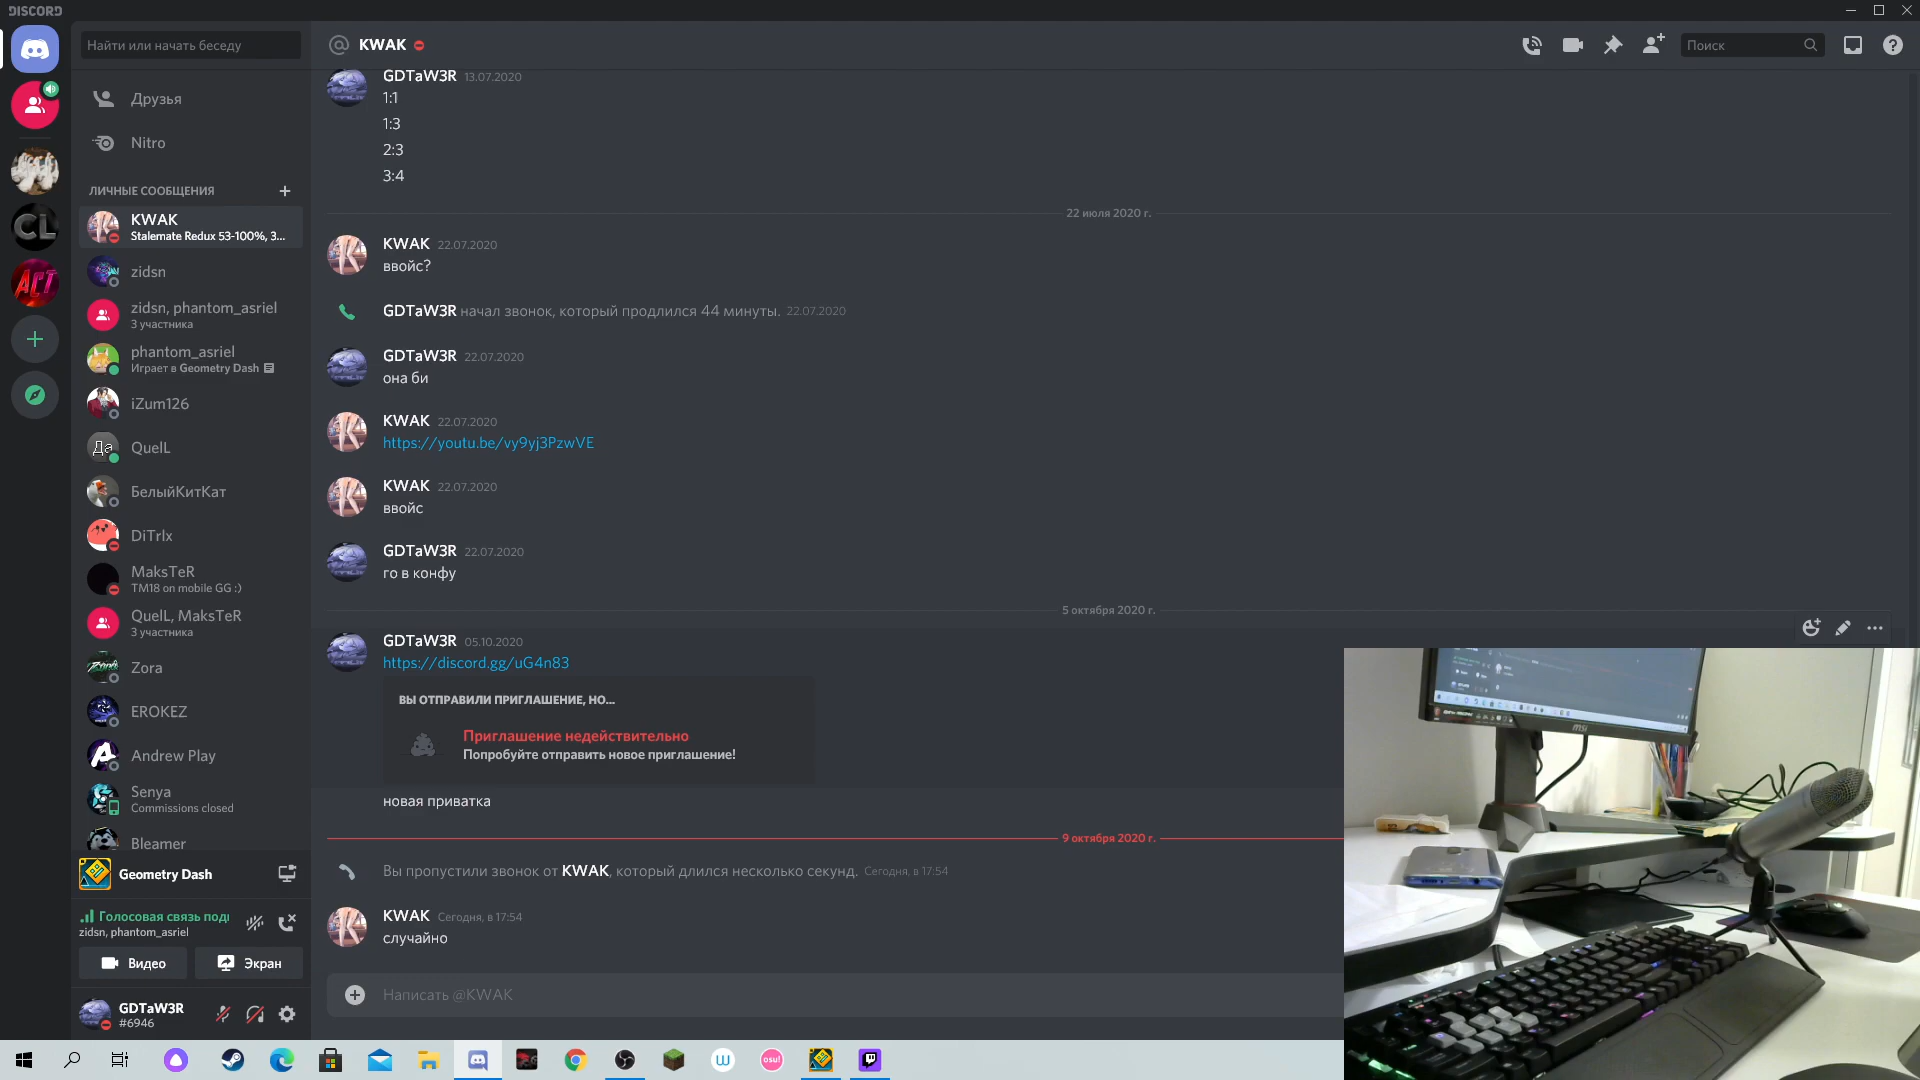 DISCORD
Найти или начать беседу
Друзья
Nitro
ЛИЧНЫЕ СООБЩЕНИЯ
KWAK
Stalemate Redux 53-100%, 3...
zidsn
zidsn, phantom_asriel
3 участника
phantom_asriel
Играет в Geometry Dash
iZum126
Да
QuelL
БелыйКитКат
DiTrIx
MaksTeR
TM18 on mobile GG :)
QuelL, MaksTeR
3 участника
Zora
EROKEZ
Andrew Play
Senya
Commissions closed
Bleamer
Geometry Dash
Голосовая связь подк
zidsn, phantom_asriel
Видео
Экран
GDTaW3R
#6946
CL
ACT
KWAK
Поиск
GDTaW3R 13.07.2020
1:1
1:3
2:3
3:4
22 июля 2020 г.
KWAK 22.07.2020
ввойс?
GDTaW3R начал звонок, который продлился 44 минуты. 22.07.2020
GDTaW3R 22.07.2020
она би
KWAK 22.07.2020
https://youtu.be/vy9yj3PzwVE
KWAK 22.07.2020
ввойс
GDTaW3R 22.07.2020
го в конфу
5 октября 2020 г.
GDTaW3R 05.10.2020
https://discord.gg/uG4n83
ВЫ ОТПРАВИЛИ ПРИГЛАШЕНИЕ, НО...
Приглашение недействительно
Попробуйте отправить новое приглашение!
новая приватка
9 октября 2020 г.
Вы пропустили звонок от KWAK, который длился несколько секунд. Сегодня, в 17:54
KWAK Сегодня, в 17:54
случайно
Написать @KWAK
msi
W
osu!